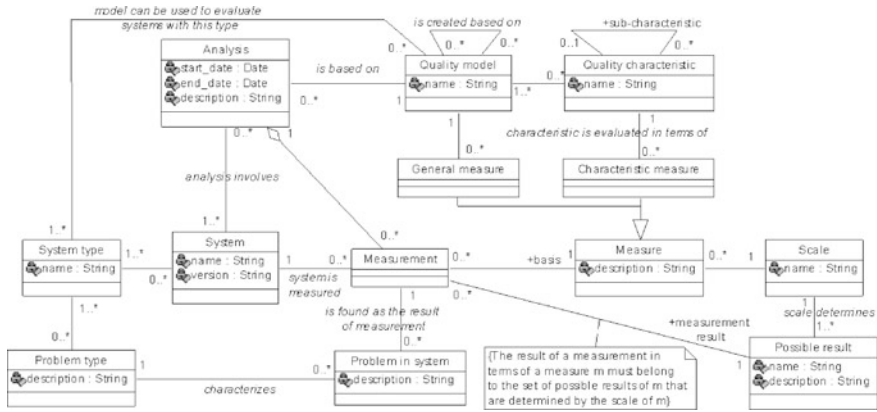 model can be used to evaluate
systems with this type
is created based on
+sub-characteristic
0..*
0..*
0..*
0..1
0..*
Analysis
start_date : Date
end_date : Date
description : String
is based on
0..*
1
Quality model
name : String
1..*
0..*
Quality characteristic
name : String
0..*
1
1
1
characteristic is evaluated in terms of
0..*
0..*
General measure
Characteristic measure
analysis involves
1..*
1..*
0..*
System type
name : String
1..*
0..*
System
name : String
version : String
1
0..*
system is
measured
Measurement
0..*
+basis
1
Measure
description : String
0..*
1
Scale
name : String
1..*
0..*
is found as the result
of measurement
1
0..*
0..*
+measurement
result
1
scale determines
1..*
1
Problem type
description : String
1
0..*
characterizes
Problem in system
description : String
{The result of a measurement in
terms of a measure m must belong
to the set of possible results of m that
are determined by the scale of m}
Possible result
name : String
description : String